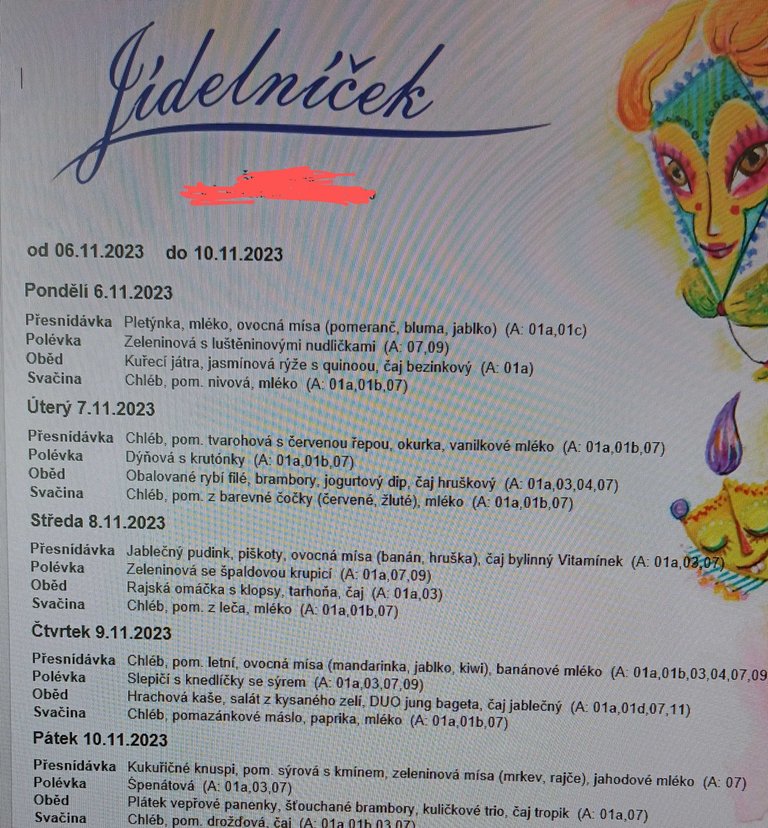 Jídelníček
od 06.11.2023 do 10.11.2023
Pondělí 6.11.2023
Přesnídávka Pletýnka, mléko, ovocná mísa (pomeranč, bluma, jablko) (A: 01a,01c)
Polévka Zeleninová s luštěninovými nudličkami (A: 07,09)
Oběd Kuřecí játra, jasmínová rýže s quinoou, čaj bezinkový (A: 01a)
Svačina Chléb, pom. nivová, mléko (A: 01a,01b,07)
Úterý 7.11.2023
Přesnídávka Chléb, pom. tvarohová s červenou řepou, okurka, vanilkové mléko (A: 01a,01b,07)
Polévka Dýňová s krutónky (A: 01a,01b,07)
Oběd Obalované rybí filé, brambory, jogurtový dip, čaj hruškový (A: 01a,03,04,07)
Svačina Chléb, pom. z barevné čočky (červené, žluté), mléko (A: 01a,01b,07)
Středa 8.11.2023
Přesnídávka Jablečný pudink, piškoty, ovocná mísa (banán, hruška), čaj bylinný Vitamínek (A: 01a,03,07)
Polévka Zeleninová se špaldovou krupicí (A: 01a,07,09)
Oběd Rajská omáčka s klopsy, tarhoňa, čaj (A: 01a,03)
Svačina Chléb, pom. z leča, mléko (A: 01a,01b,07)
Čtvrtek 9.11.2023
Přesnídávka Chléb, pom. letní, ovocná mísa (mandarinka, jablko, kiwi), banánové mléko (A: 01a,01b,03,04,07,09
Polévka Slepičí s knedlíčky se sýrem (A: 01a,03,07,09)
Oběd Hrachová kaše, salát z kysaného zelí, DUO jung bageta, čaj jablečný (A: 01a,01d,07,11)
Svačina Chléb, pomazánkové máslo, paprika, mléko (A: 01a,01b,07)
Pátek 10.11.2023
Přesnídávka Kukuřičné knuspi, pom. sýrová s kmínem, zeleninová mísa (mrkev, rajče), jahodové mléko (A: 07)
Polévka Špenátová (A: 01a,03,07)
Oběd Plátek vepřové panenky, šťouchané brambory, kuličkové trio, čaj tropik (A: 01a,07)
Svačina Chléb, pom. drožďová, čaj (A: 01a,01b,03,07)